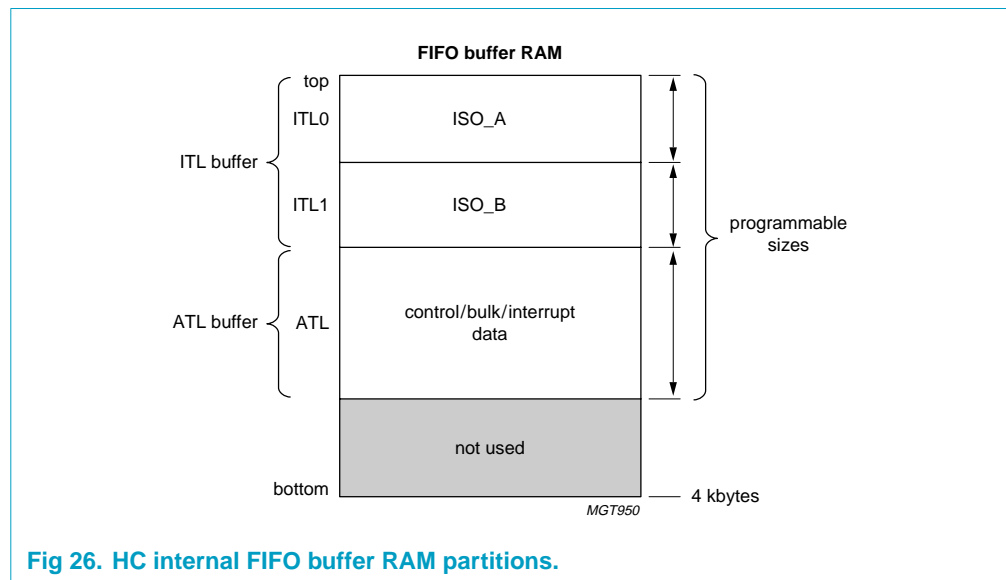 FIFO buffer RAM
top
ITL0
ISO_A
ITL buffer
ITL1
ISO_B
programmable
sizes
ATL buffer
ATL
control/bulk/interrupt
data
not used
bottom
4 kbytes
MGT950
Fig 26. HC internal FIFO buffer RAM partitions.